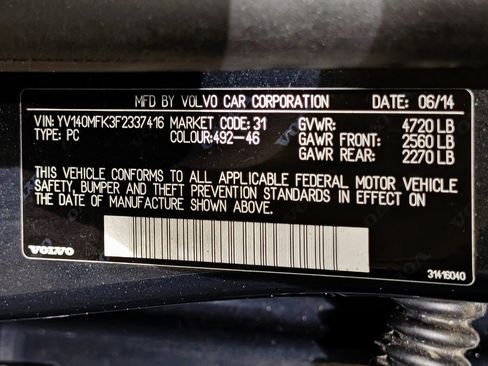 MFD BY VOLVO CAR CORPORATION DATE: 06/14
VIN: YV140MFK3F2337416 MARKET CODE: 31 GVWR: 4720 LB
TYPE: PC COLOUR:492-46 GAWR FRONT: 2560 LB
GAWR REAR: 2270 LB
THIS VEHICLE CONFORMS TO ALL APPLICABLE FEDERAL MOTOR VEHICLE
SAFETY, BUMPER AND THEFT PREVENTION STANDARDS IN EFFECT ON
THE DATE OF MANUFACTURE SHOWN ABOVE.
VOLVO
31416040